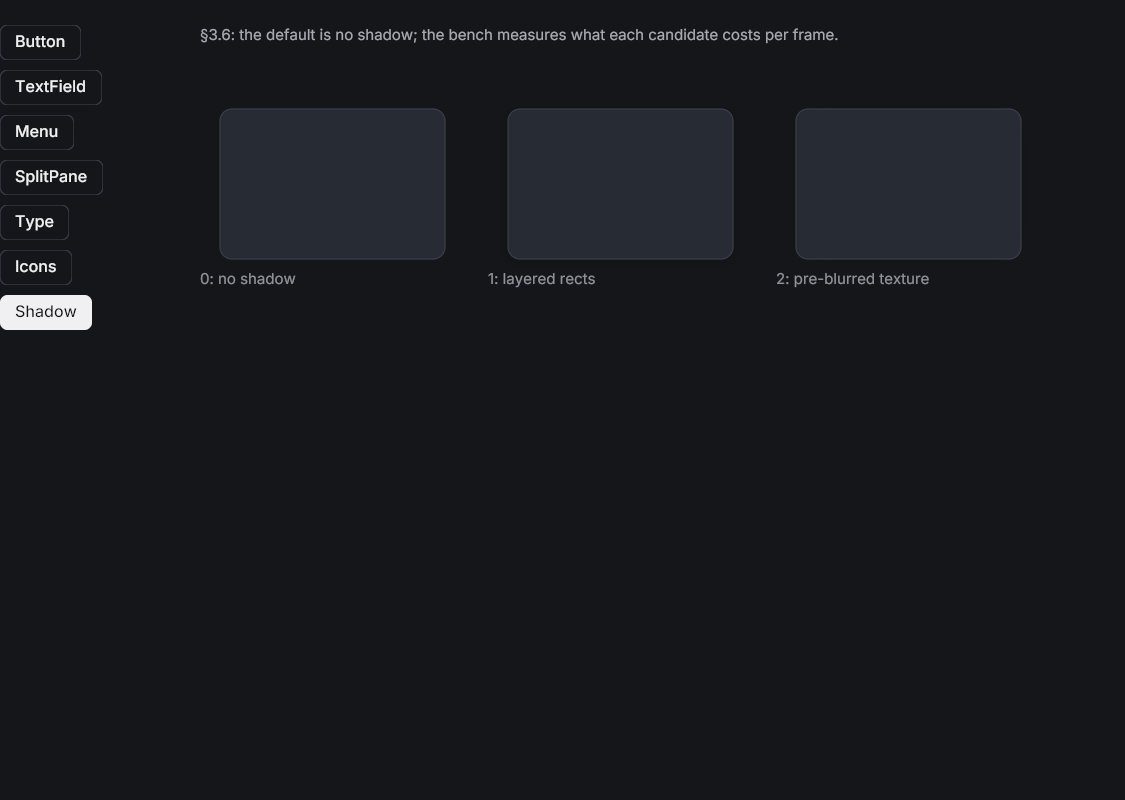 Button
TextField
Menu
SplitPane
Type
Icons
Shadow
§3.6: the default is no shadow; the bench measures what each candidate costs per frame.
0: no shadow
1: layered rects
2: pre-blurred texture